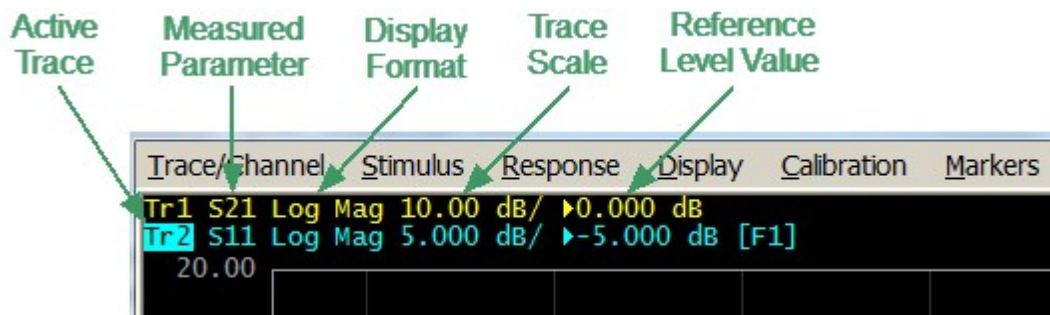 Active Trace
Measured Parameter
Display Format
Trace Scale
Reference Level Value
Trace/Channel Stimulus Response Display Calibration Markers
Tr1 S21 Log Mag 10.00 dB/ ▶0.000 dB
Tr2 S11 Log Mag 5.000 dB/ ▶-5.000 dB [F1]
20.00